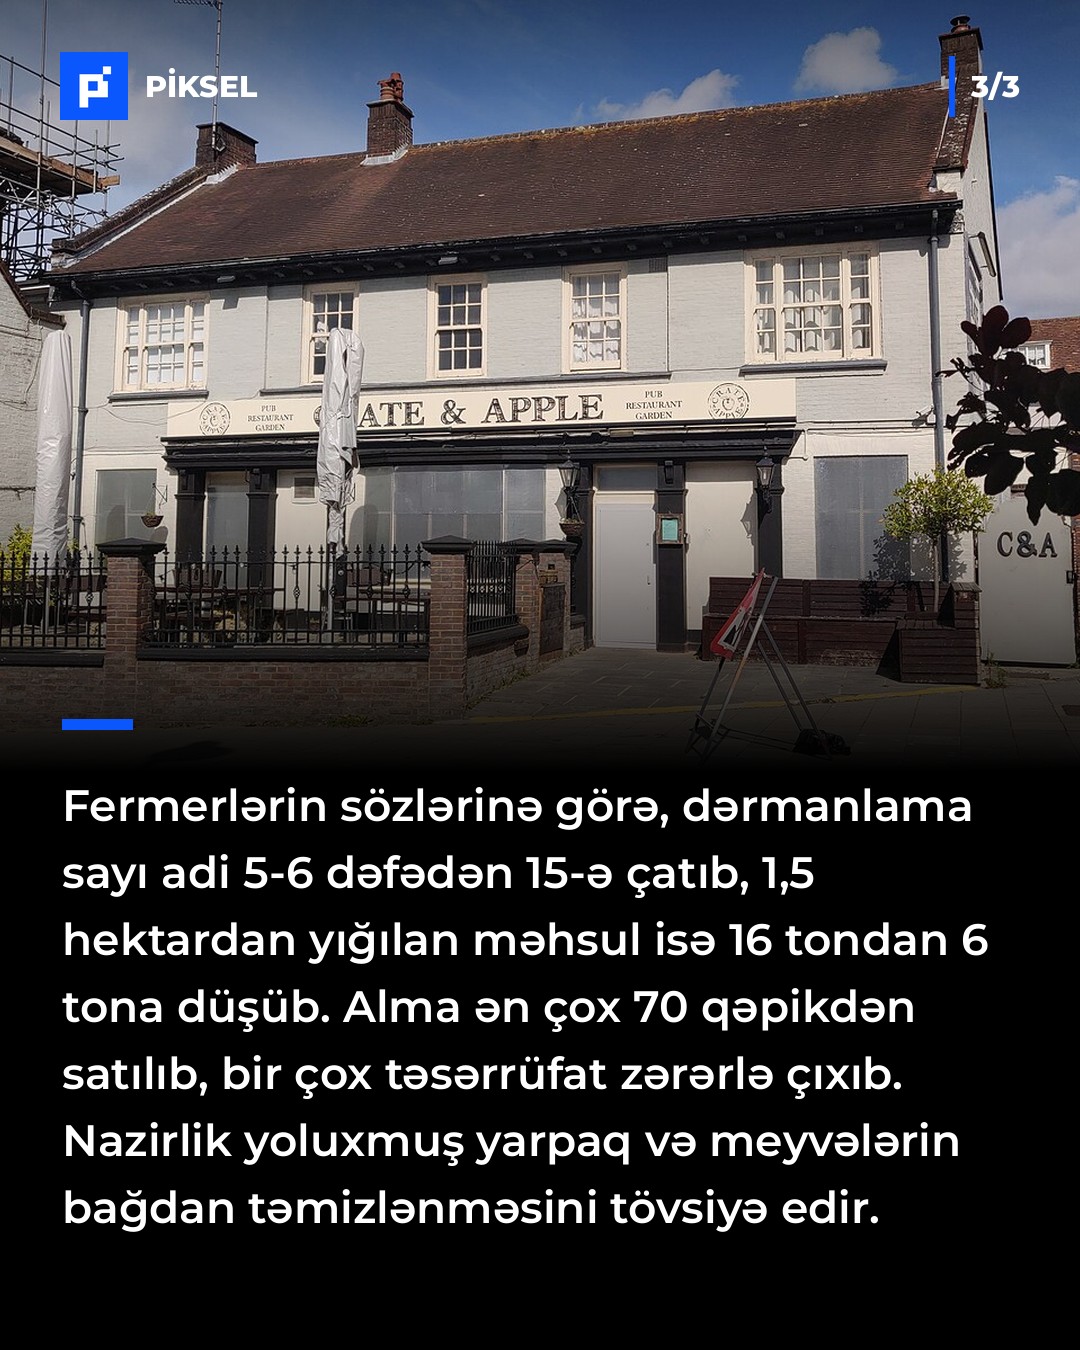 PİKSEL
3/3
PUB
RESTAURANT
GARDEN
ATE & APPLE
PUB
RESTAURANT
GARDEN
CRATE
APPLE
C&A
Fermerlərin sözlərinə görə, dərmanlama
sayı adi 5-6 dəfədən 15-ə çatıb, 1,5
hektardan yığılan məhsul isə 16 tondan 6
tona düşüb. Alma ən çox 70 qəpikdən
satılıb, bir çox təsərrüfat zərərlə çıxıb.
Nazirlik yoluxmuş yarpaq və meyvələrin
bağdan təmizlənməsini tövsiyə edir.